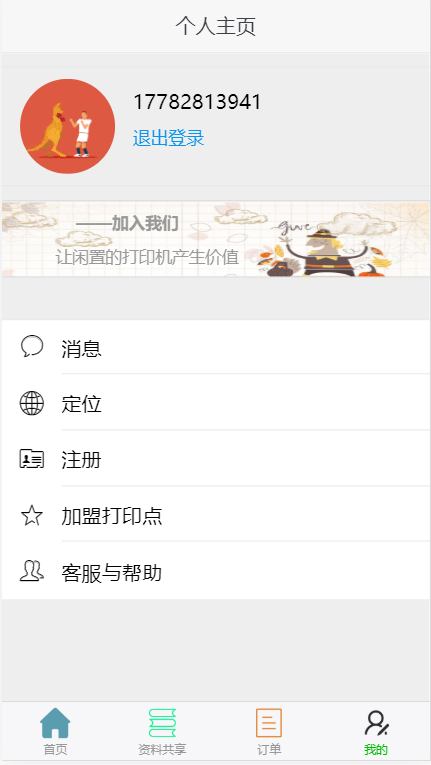 个人主页
17782813941
退出登录
——加入我们
give
让闲置的打印机产生价值
消息
定位
注册
加盟打印点
客服与帮助
首页
资料共享
订单
我的